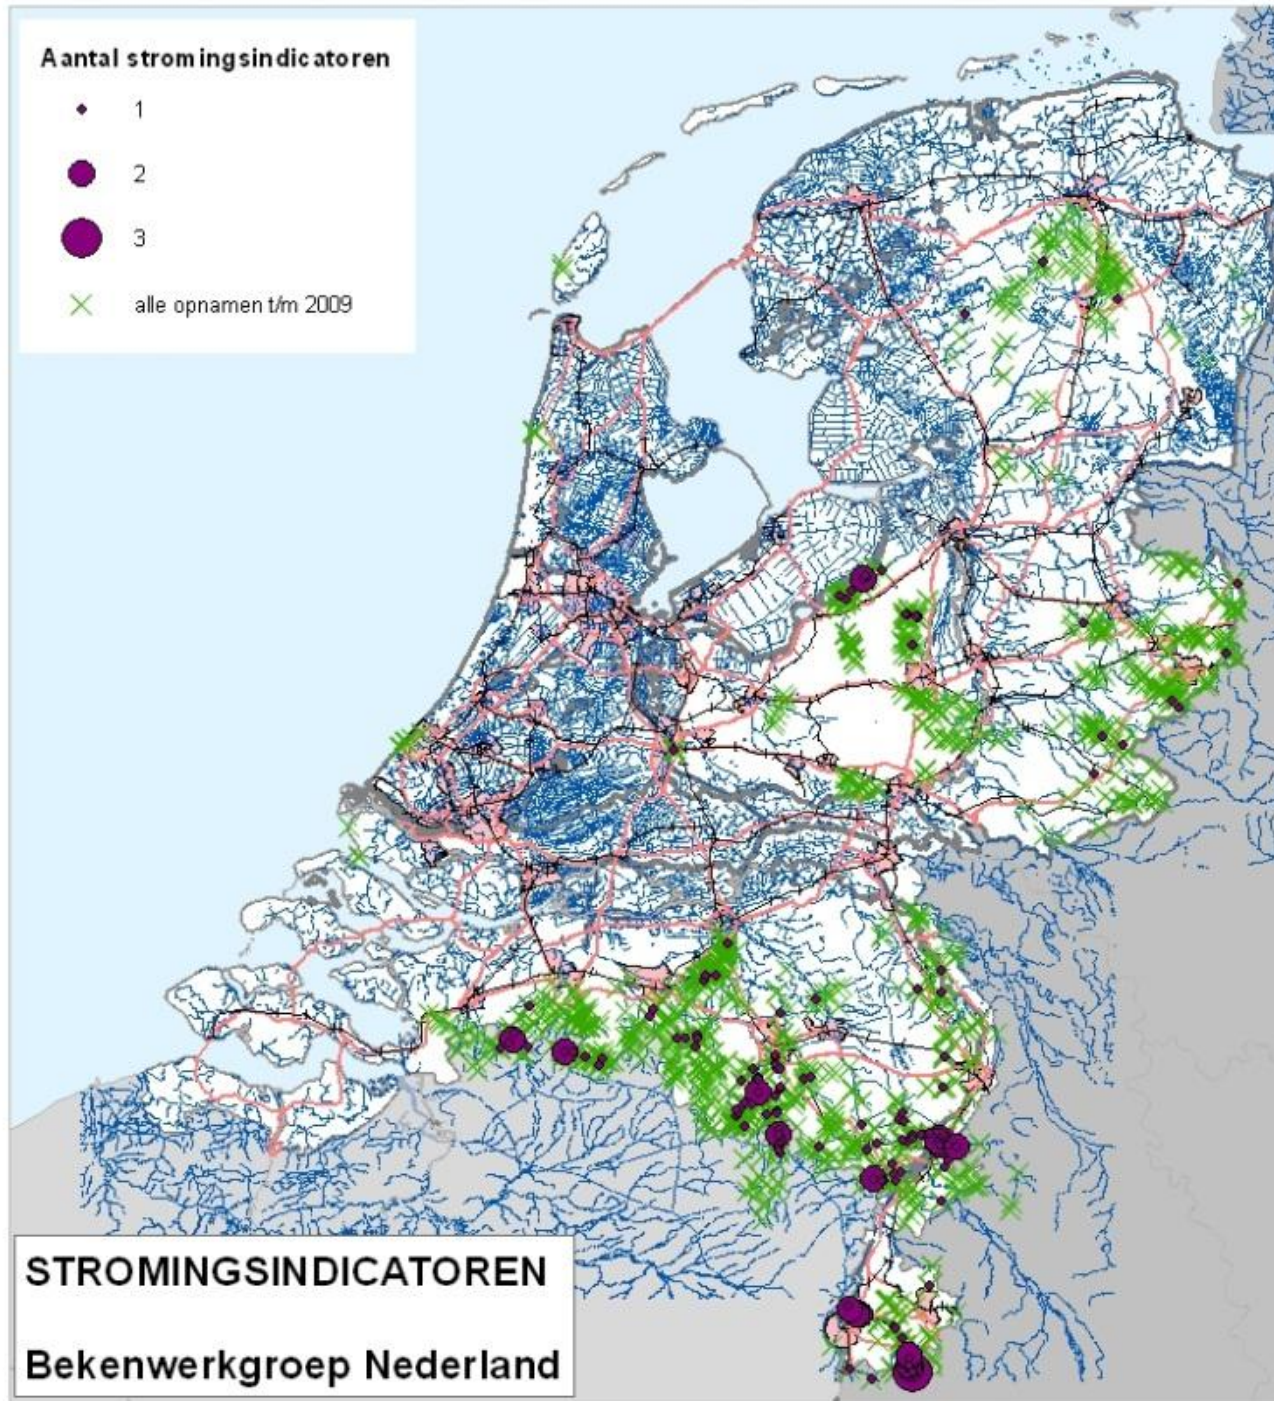 Aantal stromingsindicatoren
1
2
3
alle opnamen t/m 2009
STROMINGSINDICATOREN
Bekenwerkgroep Nederland